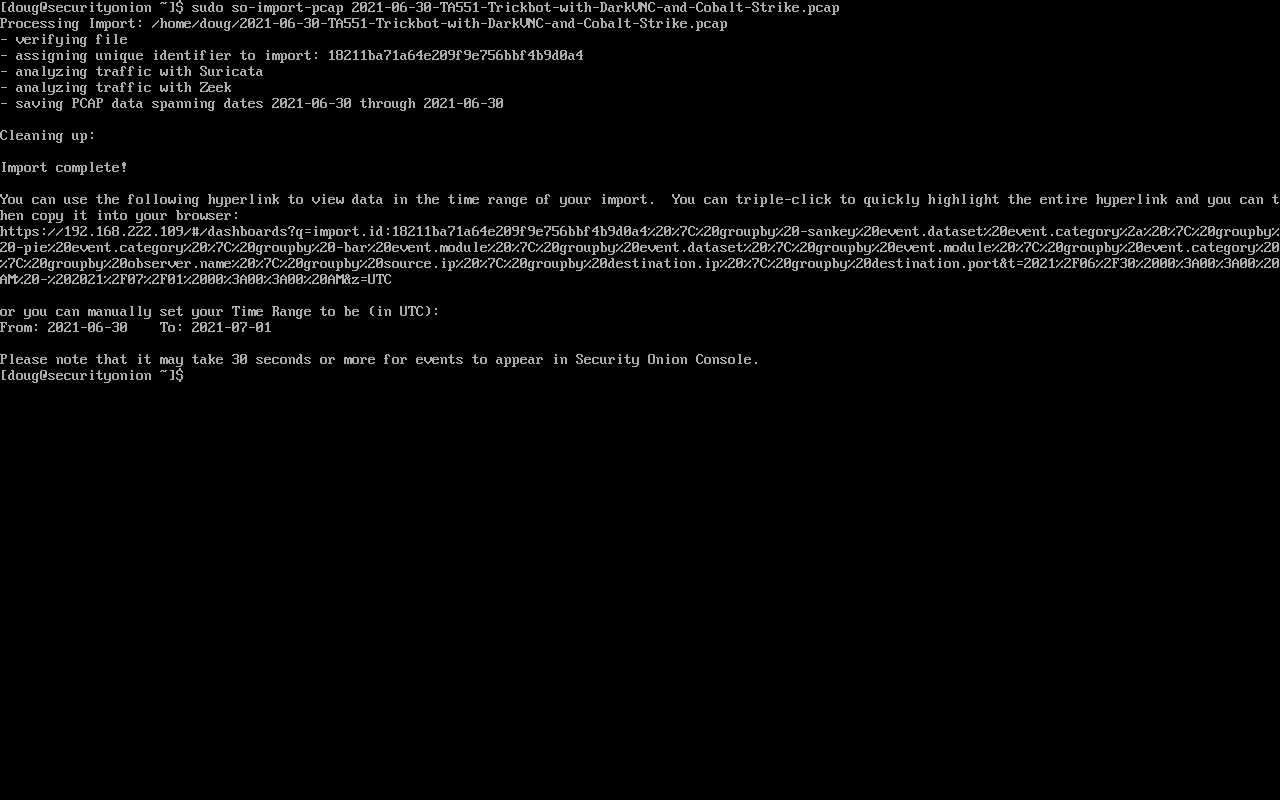 [doug@securityonion ~]$ sudo so-import-pcap 2021-06-30-TA551-Trickbot-with-DarkVNC-and-Cobalt-Strike.pcap
Processing Import: /home/doug/2021-06-30-TA551-Trickbot-with-DarkVNC-and-Cobalt-Strike.pcap
- verifying file
- assigning unique identifier to import: 18211ba71a64e209f9e756bbf4b9d0a4
- analyzing traffic with Suricata
- analyzing traffic with Zeek
- saving PCAP data spanning dates 2021-06-30 through 2021-06-30
Cleaning up:
Import complete!
You can use the following hyperlink to view data in the time range of your import.  You can triple-click to quickly highlight the entire hyperlink and you can t
hen copy it into your browser:
https://192.168.222.109/#/dashboards?q=import.id:18211ba71a64e209f9e756bbf4b9d0a4%20%7C%20groupby%20-sankey%20event.dataset%20event.category%2a%20%7C%20groupby%
20-pie%20event.category%20%7C%20groupby%20-bar%20event.module%20%7C%20groupby%20event.dataset%20%7C%20groupby%20event.module%20%7C%20groupby%20event.category%20
%7C%20groupby%20observer.name%20%7C%20groupby%20source.ip%20%7C%20groupby%20destination.ip%20%7C%20groupby%20destination.port&t=2021%2F06%2F30%2000%3A00%3A00%20
AM%20-%202021%2F07%2F01%2000%3A00%3A00%20AM&z=UTC
or you can manually set your Time Range to be (in UTC):
From: 2021-06-30    To: 2021-07-01
Please note that it may take 30 seconds or more for events to appear in Security Onion Console.
[doug@securityonion ~]$